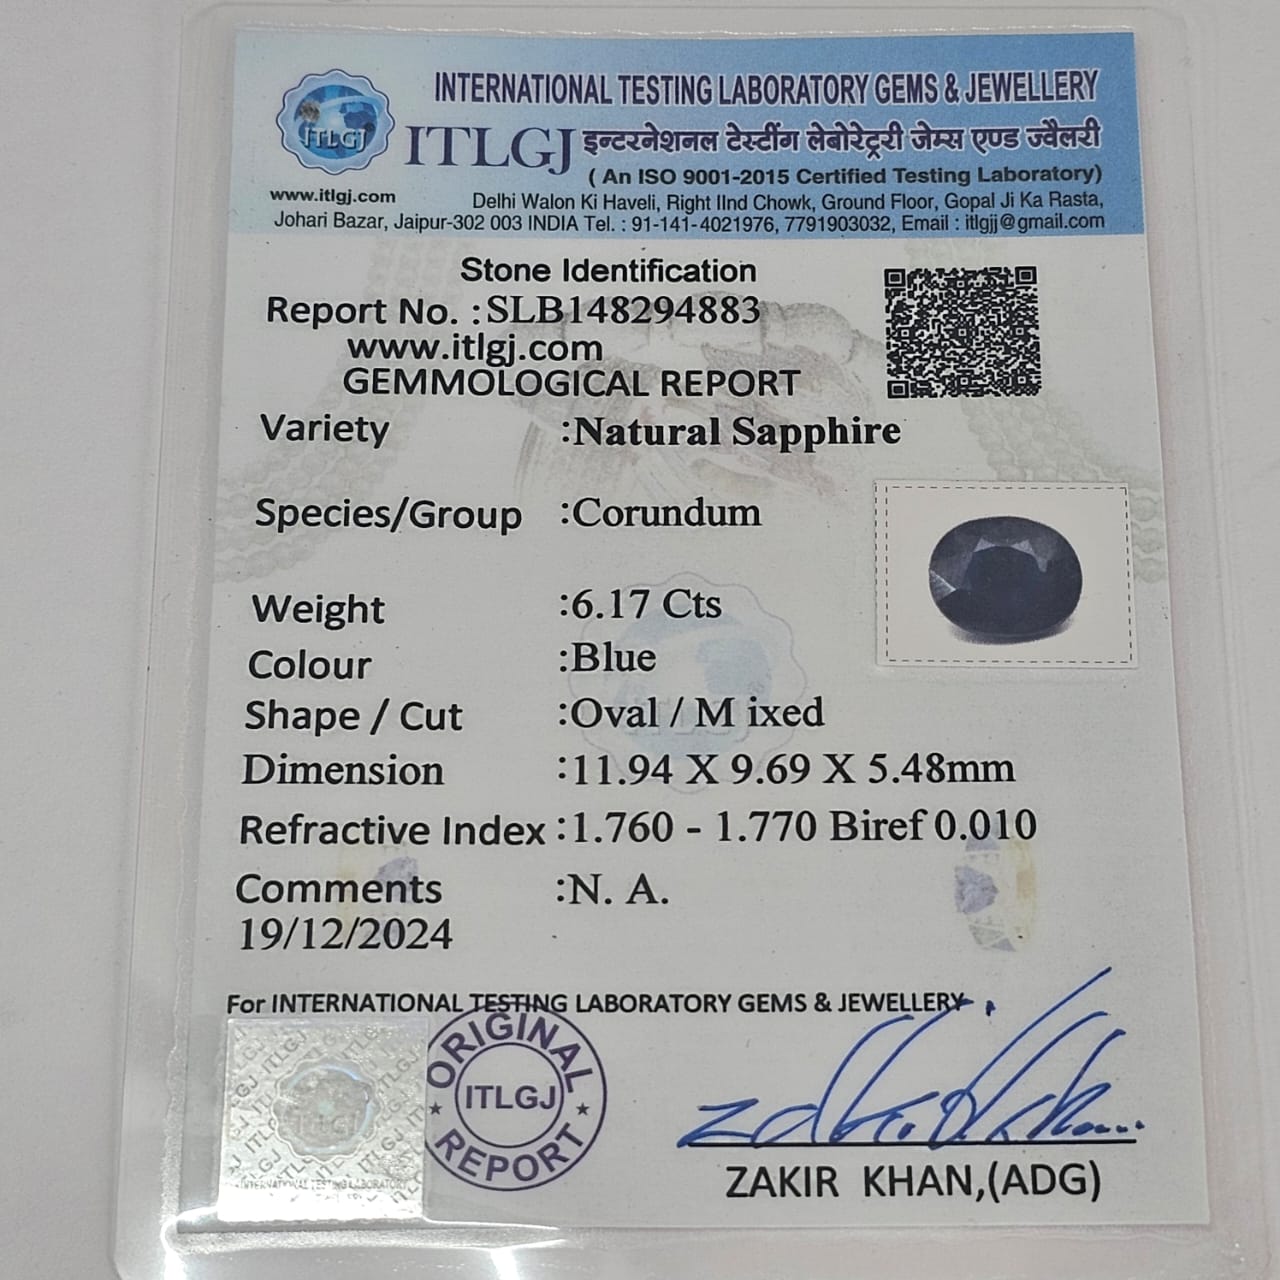 INTERNATIONAL TESTING LABORATORY GEMS & JEWELLERY
ITLGJ
ITLGJ इन्टरनेशनल टेस्टींग लेबोरेट्ररी जेम्स एण्ड ज्वैलरी
( An ISO 9001-2015 Certified Testing Laboratory)
www.itlgj.com Delhi Walon Ki Haveli, Right IInd Chowk, Ground Floor, Gopal Ji Ka Rasta,
Johari Bazar, Jaipur-302 003 INDIA Tel. : 91-141-4021976, 7791903032, Email : itlgjj@gmail.com
Stone Identification
Report No. :SLB148294883
www.itlgj.com
GEMMOLOGICAL REPORT
Variety :Natural Sapphire
Species/Group :Corundum
Weight :6.17 Cts
Colour :Blue
Shape / Cut :Oval / M ixed
Dimension :11.94 X 9.69 X 5.48mm
Refractive Index :1.760 - 1.770 Biref 0.010
Comments :N. A.
19/12/2024
For INTERNATIONAL TESTING LABORATORY GEMS & JEWELLERY
ORIGINAL
ITLGJ
REPORT
ZAKIR KHAN,(ADG)